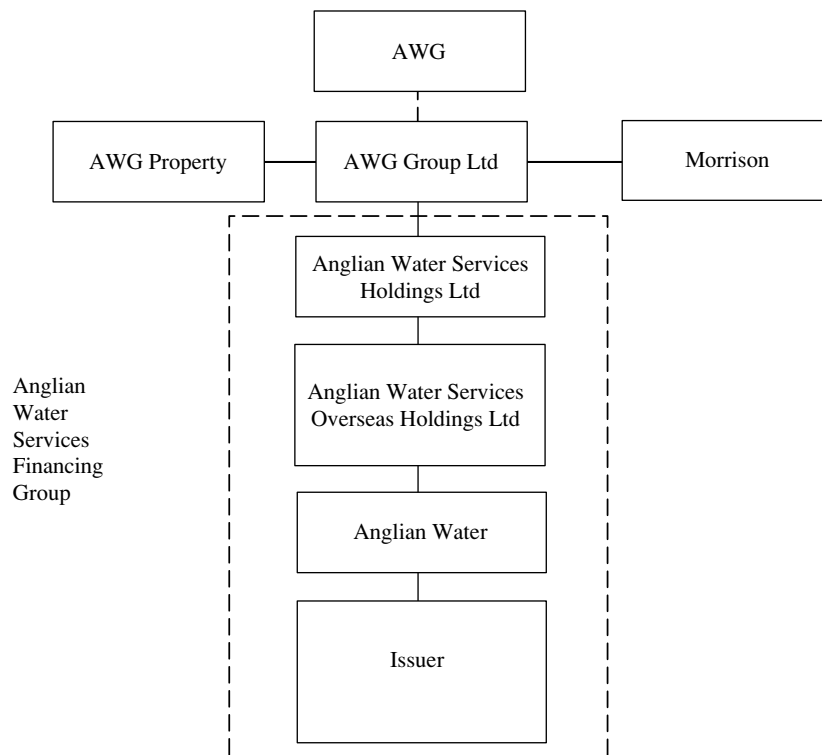 AWG
AWG Property
AWG Group Ltd
Morrison
Anglian Water Services
Holdings Ltd
Anglian
Water
Services
Financing
Group
Anglian Water Services
Overseas Holdings Ltd
Anglian Water
Issuer